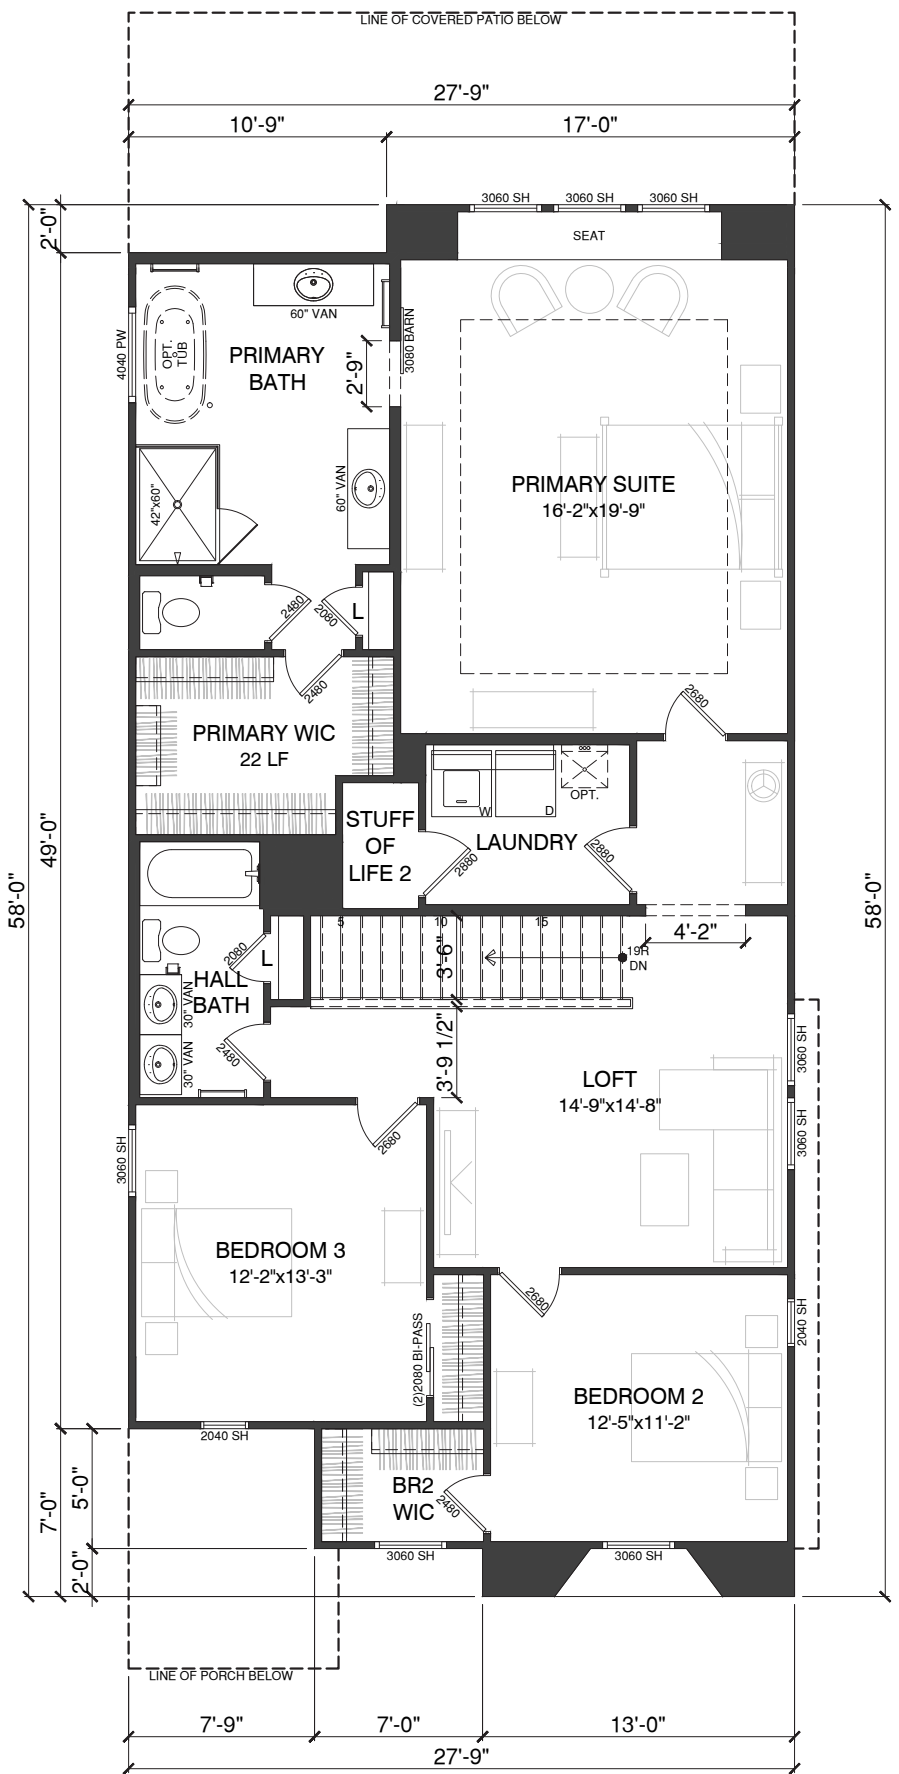 LINE OF COVERED PATIO BELOW
27'-9"
10'-9"
17'-0"
3060 SH
3060 SH
3060 SH
2'-0"
SEAT
60" VAN
4040 PW
OPT.
TUB
PRIMARY
BATH
2'-9"
3080 BARN
PRIMARY SUITE
16'-2"x19'-9"
60" VAN
42"x60"
2480
2080
L
2480
2680
PRIMARY WIC
22 LF
STUFF
OF
LIFE 2
W
D
OPT.
LAUNDRY
2880
2880
58'-0"
49'-0"
58'-0"
5
10
15
4'-2"
3'-6"
19R
DN
2080
L
HALL
BATH
30" VAN
30" VAN
2480
3'-9 1/2"
3060 SH
LOFT
14'-9"x14'-8"
3060 SH
2680
3060 SH
BEDROOM 3
12'-2"x13'-3"
2680
2040 SH
(2)2080 BI-PASS
BEDROOM 2
12'-5"x11'-2"
2040 SH
BR2
WIC
2480
7'-0"
5'-0"
2'-0"
3060 SH
3060 SH
LINE OF PORCH BELOW
7'-9"
7'-0"
13'-0"
27'-9"